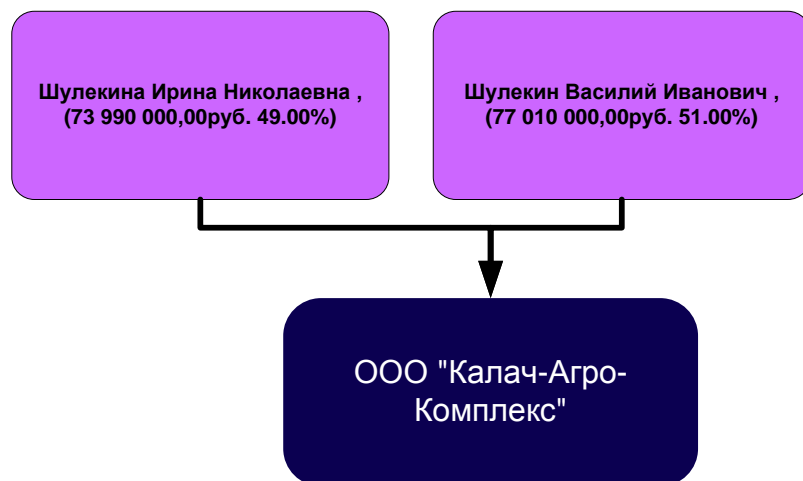 Шулекина Ирина Николаевна ,
(73 990 000,00руб. 49.00%)
Шулекин Василий Иванович ,
(77 010 000,00руб. 51.00%)
ООО "Калач-Агро-
Комплекс"